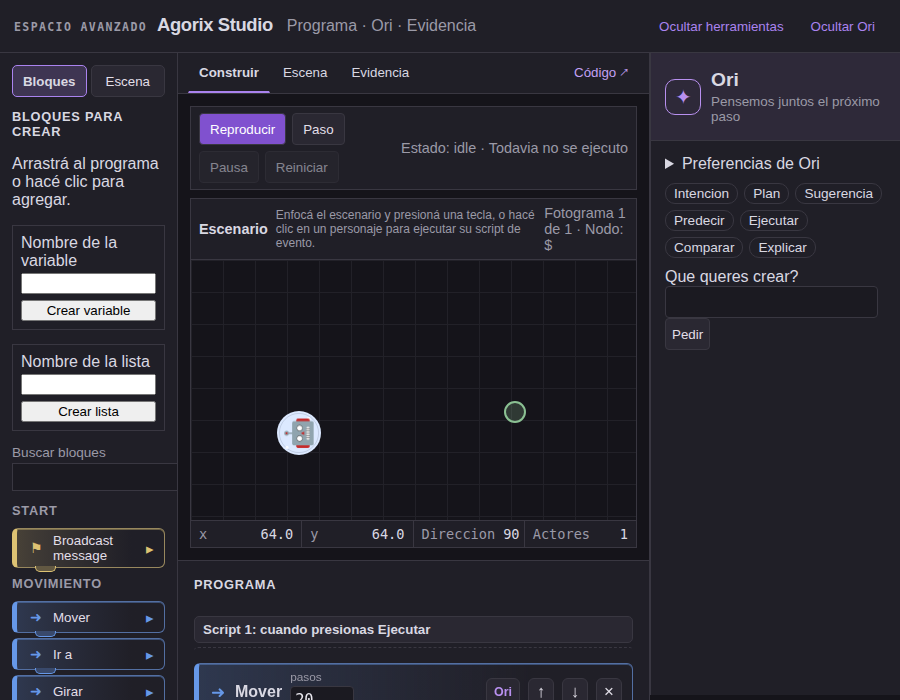 ESPACIO AVANZADO Agorix Studio Programa · Ori · Evidencia Ocultar herramientas Ocultar Ori
Bloques Escena
BLOQUES PARA
CREAR
Arrastrá al programa
o hacé clic para
agregar.
Nombre de la
variable
Crear variable
Nombre de la lista
Crear lista
Buscar bloques
START
Broadcast
message
MOVIMIENTO
Mover
Ir a
Girar
Construir Escena Evidencia Código ↗
Reproducir Paso
Pausa Reiniciar
Estado: idle · Todavia no se ejecuto
Escenario
Enfocá el escenario y presioná una tecla, o hacé
clic en un personaje para ejecutar su script de
evento.
Fotograma 1
de 1 · Nodo:
$
x 64.0 y 64.0 Direccion 90 Actores 1
PROGRAMA
Script 1: cuando presionas Ejecutar
pasos
Mover 20 Ori ↑ ↓ ×
Ori
Pensemos juntos el próximo
paso
Preferencias de Ori
Intencion Plan Sugerencia
Predecir Ejecutar
Comparar Explicar
Que queres crear?
Pedir